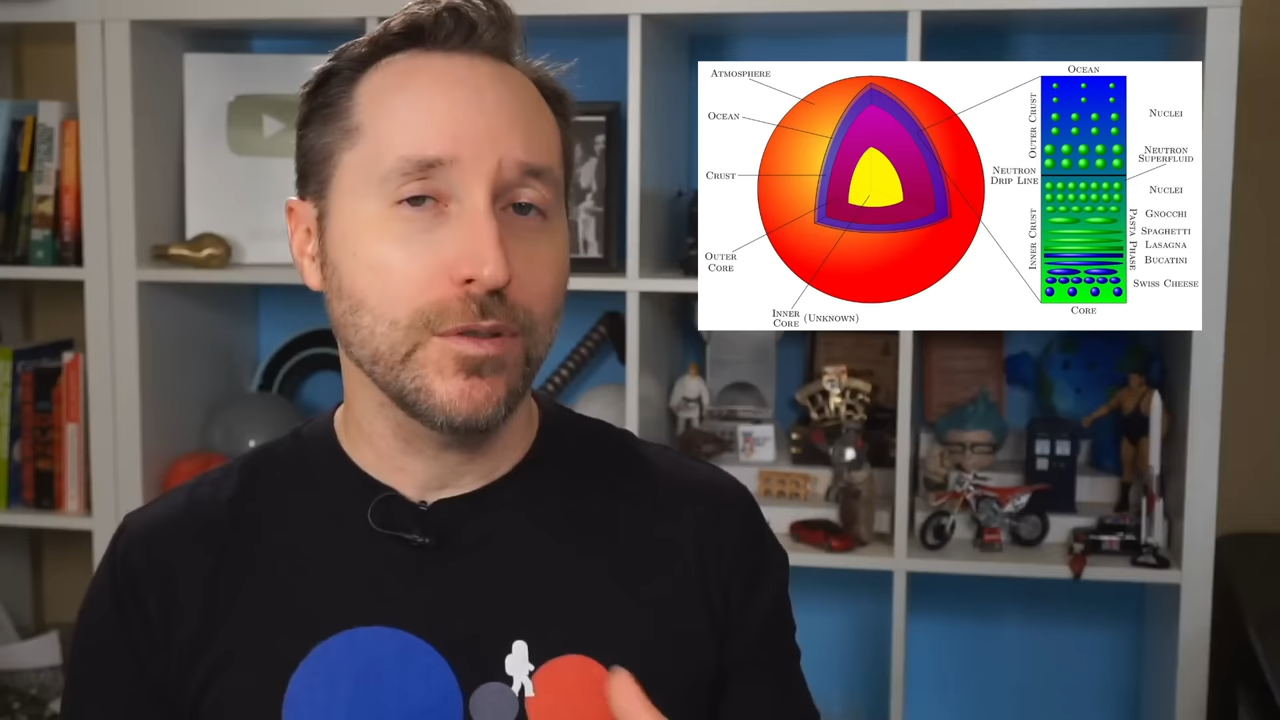 ATMOSPHERE
OCEAN
CRUST
OUTER
CORE
INNER
CORE (UNKNOWN)
OCEAN
OUTER CRUST
NEUTRON
DRIP LINE
INNER CRUST
NUCLEI
NEUTRON
SUPERFLUID
NUCLEI
GNOCCHI
SPAGHETTI
LASAGNA
BUCATINI
SWISS CHEESE
PASTA PHASE
CORE